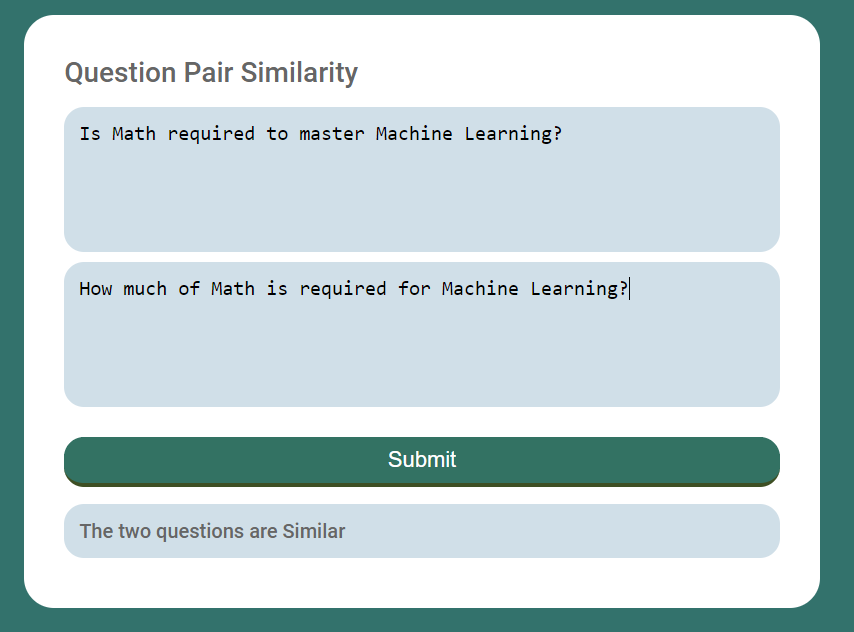 Question Pair Similarity
Is Math required to master Machine Learning?
How much of Math is required for Machine Learning?
Submit
The two questions are Similar